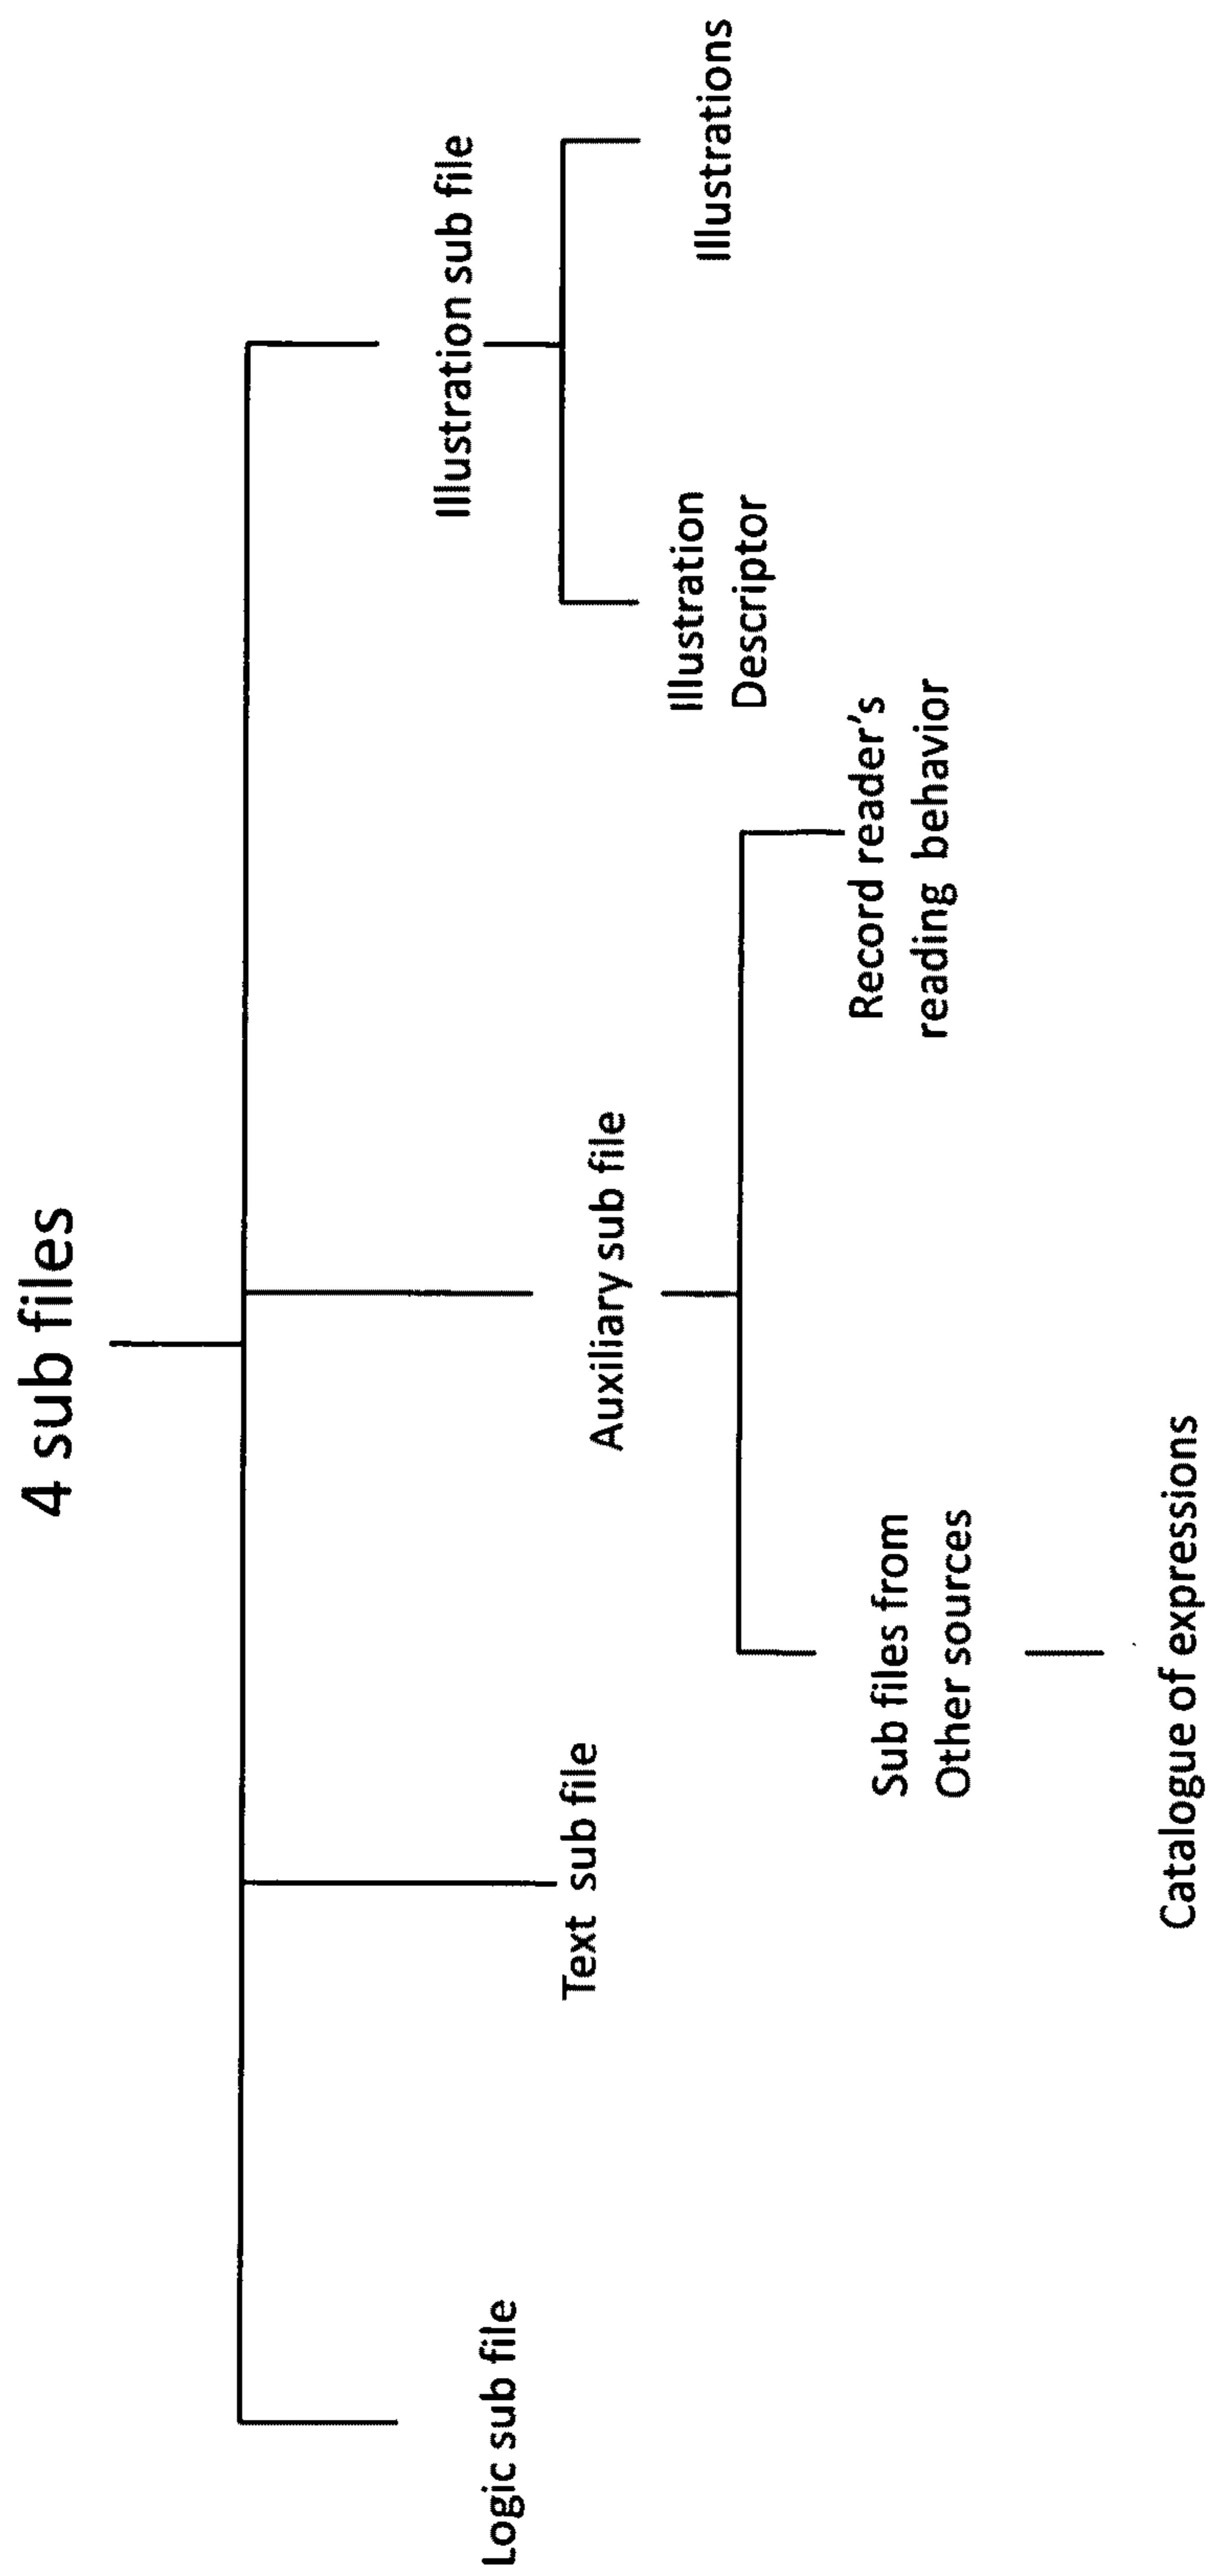 4 sub files
Logic sub file
Text sub file
Auxiliary sub file
Illustration sub file
Sub files from
Other sources
Record reader's
reading behavior
Illustration
Descriptor
Illustrations
Catalogue of expressions